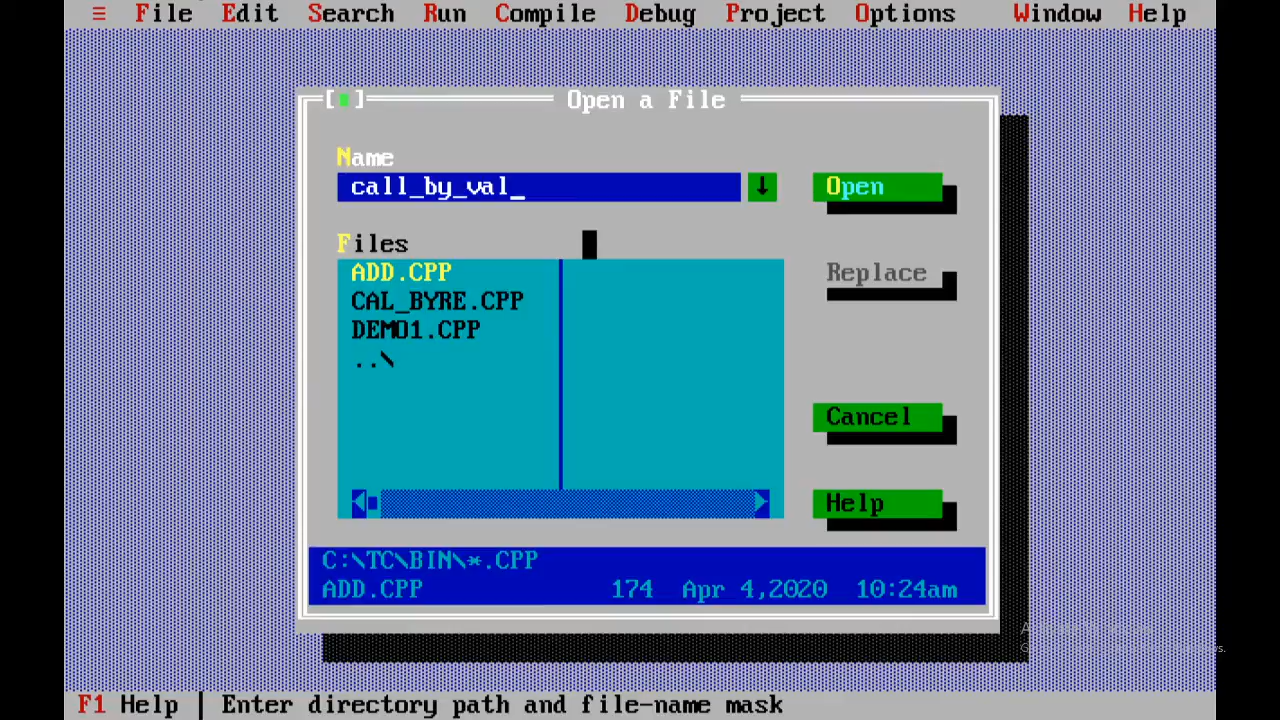 ≡ File Edit Search Run Compile Debug Project Options Window Help
[■] Open a File
Name
call_by_val_
↓
Open
Files
ADD.CPP
CAL_BYRE.CPP
DEMO1.CPP
..\
Replace
Cancel
Help
C:\TC\BIN\*.CPP
ADD.CPP 174 Apr 4,2020 10:24am
F1 Help | Enter directory path and file-name mask